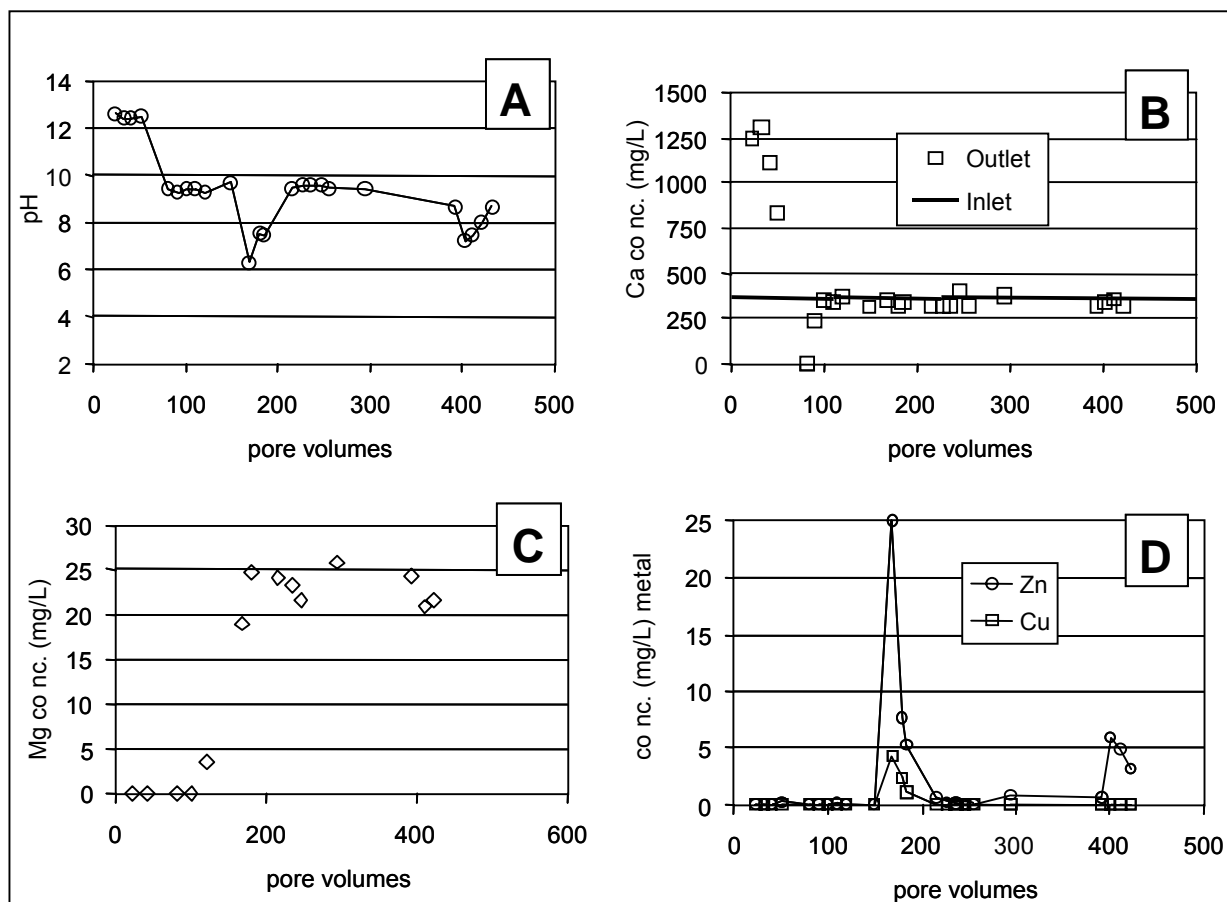 A
pH
14
12
10
8
6
4
2
0 100 200 300 400 500
pore volumes
B
Ca co nc. (mg/L)
1500
1250
1000
750
500
250
0
Outlet
Inlet
0 100 200 300 400 500
pore volumes
C
Mg co nc. (mg/L)
30
25
20
15
10
5
0
0 200 400 600
pore volumes
D
co nc. (mg/L) metal
25
20
15
10
5
0
Zn
Cu
0 100 200 300 400 500
pore volumes